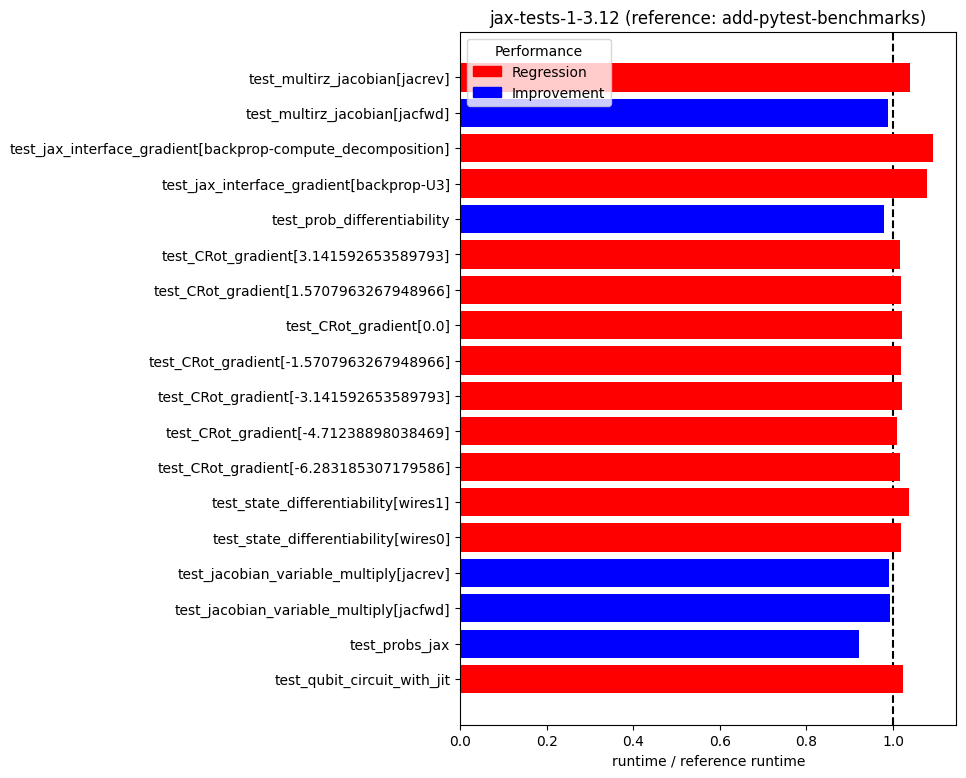 jax-tests-1-3.12 (reference: add-pytest-benchmarks)
Performance
Regression
Improvement
test_multirz_jacobian[jacrev]
test_multirz_jacobian[jacfwd]
test_jax_interface_gradient[backprop-compute_decomposition]
test_jax_interface_gradient[backprop-U3]
test_prob_differentiability
test_CRot_gradient[3.141592653589793]
test_CRot_gradient[1.5707963267948966]
test_CRot_gradient[0.0]
test_CRot_gradient[-1.5707963267948966]
test_CRot_gradient[-3.141592653589793]
test_CRot_gradient[-4.71238898038469]
test_CRot_gradient[-6.283185307179586]
test_state_differentiability[wires1]
test_state_differentiability[wires0]
test_jacobian_variable_multiply[jacrev]
test_jacobian_variable_multiply[jacfwd]
test_probs_jax
test_qubit_circuit_with_jit
0.0 0.2 0.4 0.6 0.8 1.0
runtime / reference runtime